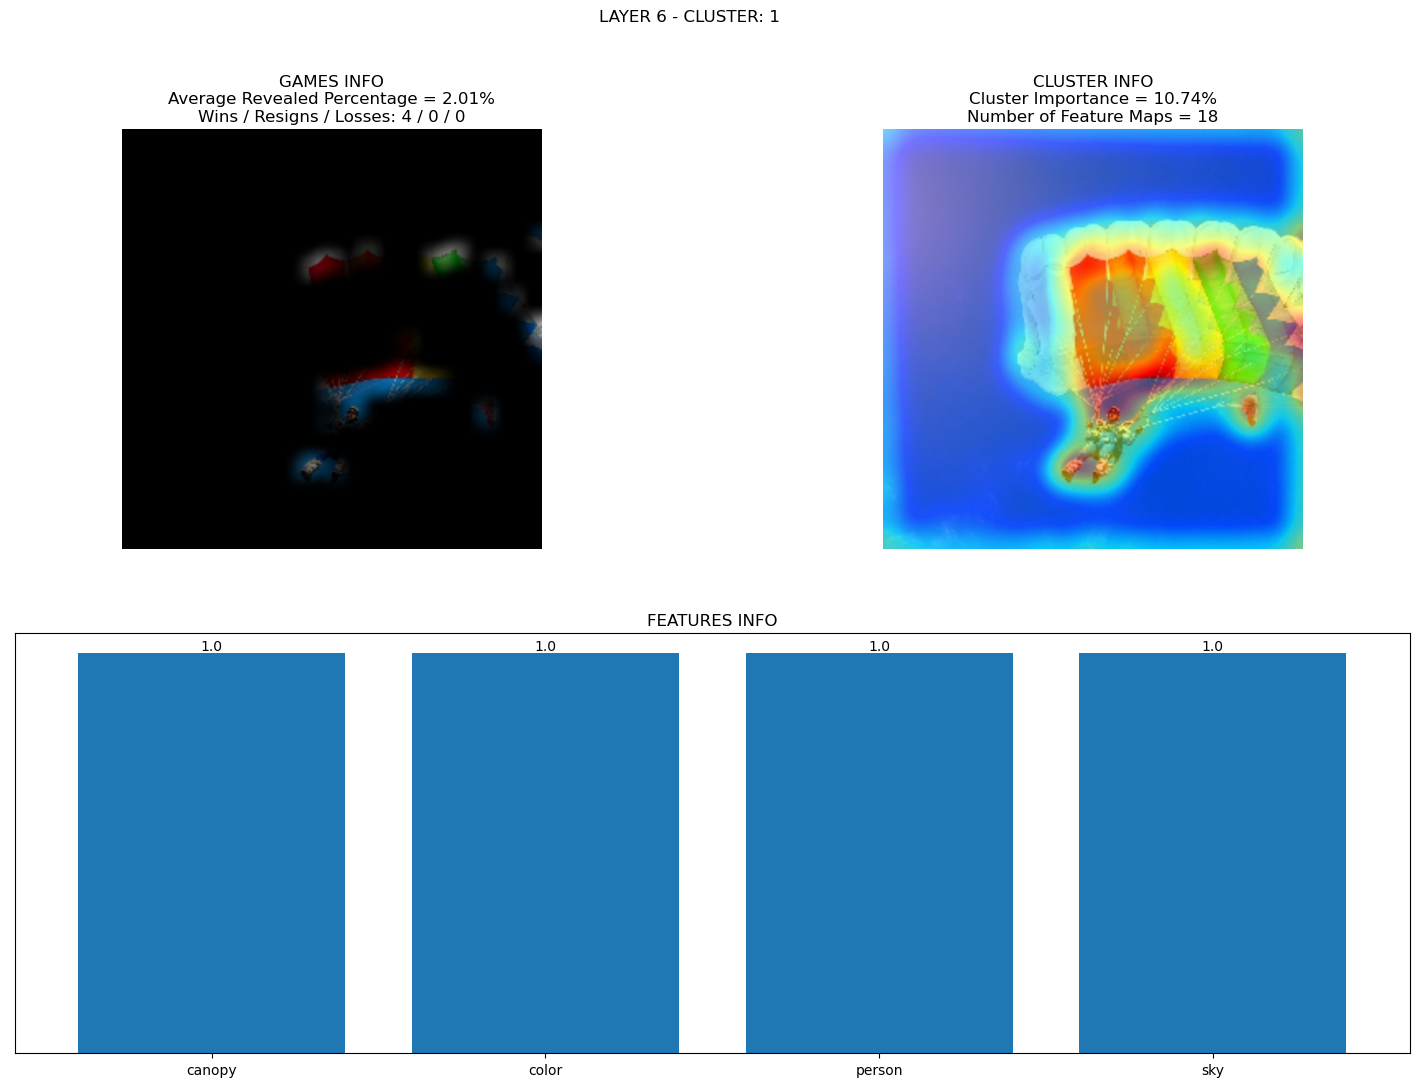 LAYER 6 - CLUSTER: 1
GAMES INFO
Average Revealed Percentage = 2.01%
Wins / Resigns / Losses: 4 / 0 / 0
CLUSTER INFO
Cluster Importance = 10.74%
Number of Feature Maps = 18
FEATURES INFO
1.0 1.0 1.0 1.0
canopy color person sky